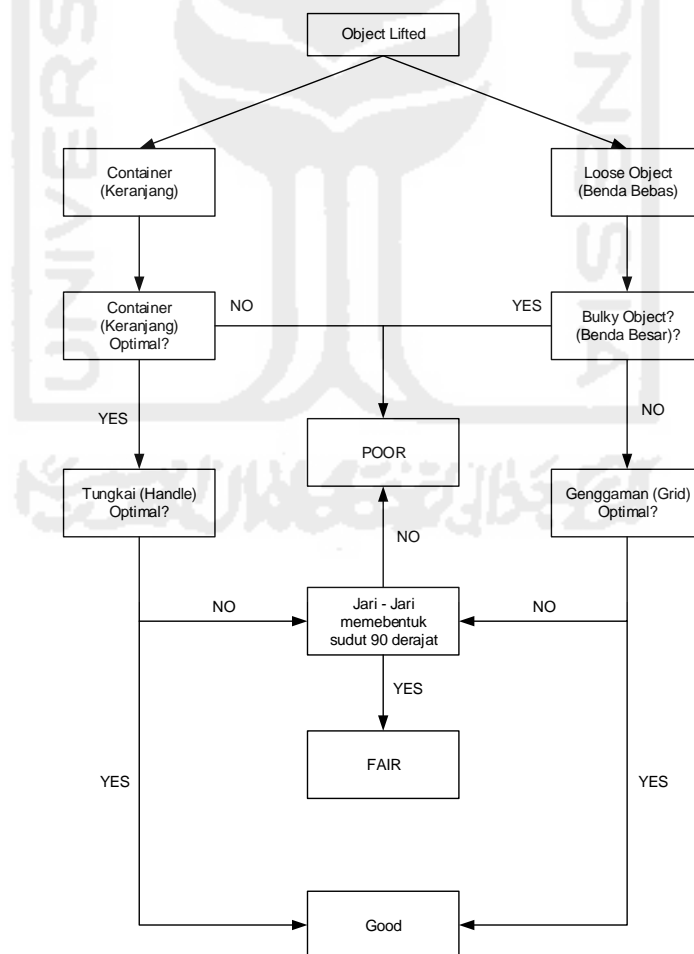 Object Lifted
Container
(Keranjang)
Loose Object
(Benda Bebas)
Container
(Keranjang)
Optimal?
NO
YES
Bulky Object?
(Benda Besar)?
YES
NO
POOR
Tungkai (Handle)
Optimal?
Genggaman (Grid)
Optimal?
NO
NO
Jari - Jari
memebentuk
sudut 90 derajat
NO
YES
FAIR
YES
YES
Good
UNIVERS